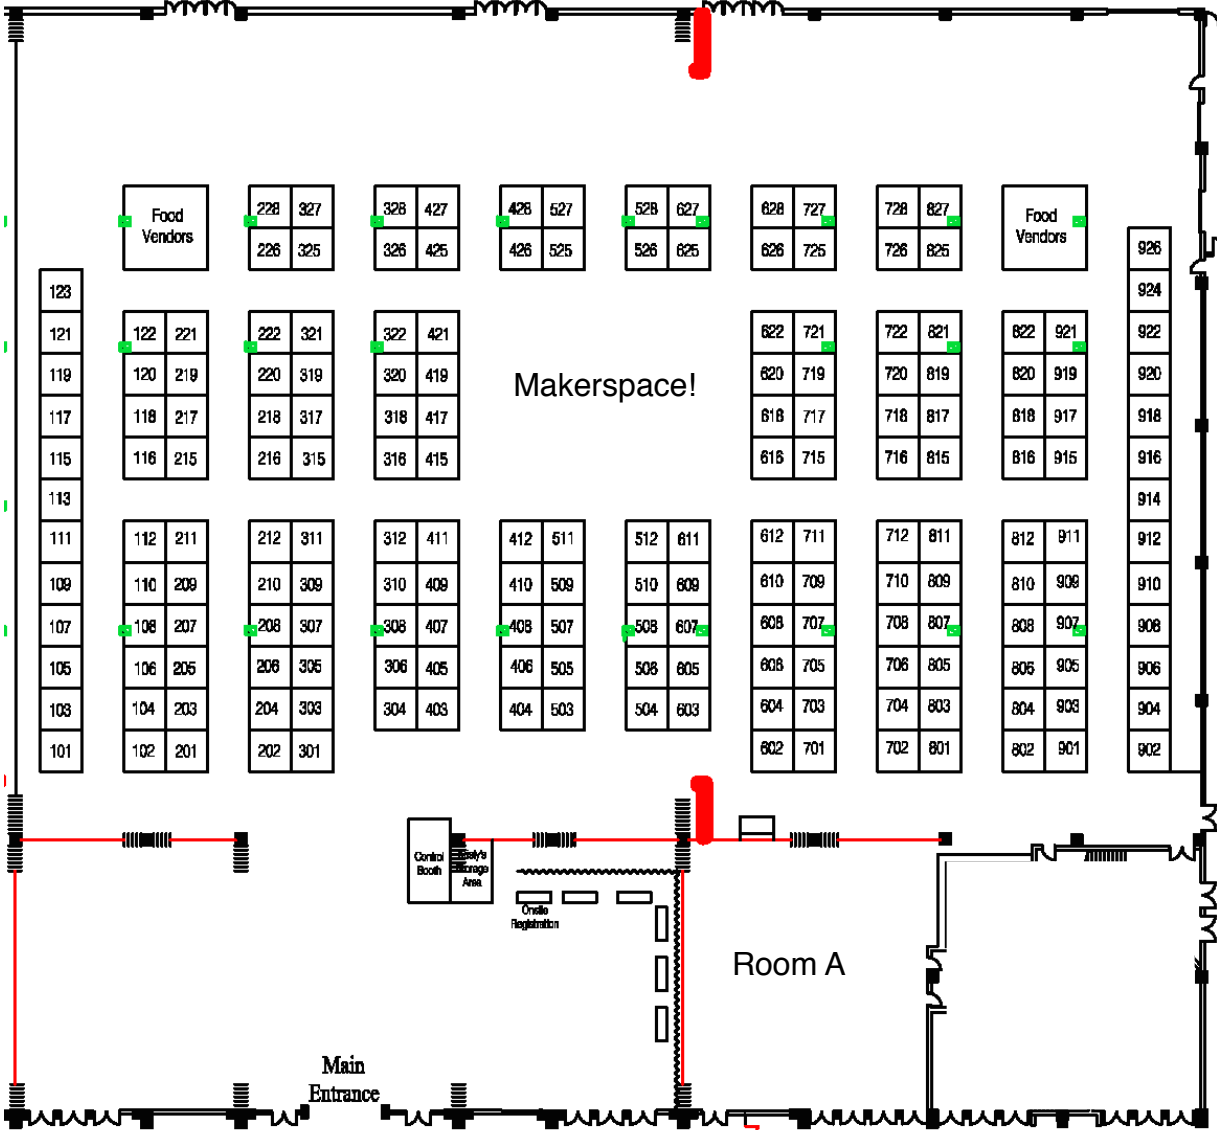 228 327 328 427 428 527 528 627 628 727 728 827
Food
Vendors
Food
Vendors
226 325 326 425 426 525 526 625 626 725 726 825
926
123
924
121 122 221 222 321 322 421 622 721 722 821 822 921 922
119 120 219 220 319 320 419 620 719 720 819 820 919 920
Makerspace!
117 118 217 218 317 318 417 618 717 718 817 818 917 918
115 116 215 216 315 316 415 616 715 716 815 816 915 916
113 914
111 112 211 212 311 312 411 412 511 512 611 612 711 712 811 812 911 912
109 110 209 210 309 310 409 410 509 510 609 610 709 710 809 810 909 910
107 108 207 208 307 308 407 408 507 508 607 608 707 708 807 808 907 908
105 106 205 206 305 306 405 406 505 506 605 606 705 706 805 806 905 906
103 104 203 204 303 304 403 404 503 504 603 604 703 704 803 804 903 904
101 102 201 202 301 602 701 702 801 802 901 902
Control
Booth
Storage
Area
Onsite
Registration
Room A
Main
Entrance